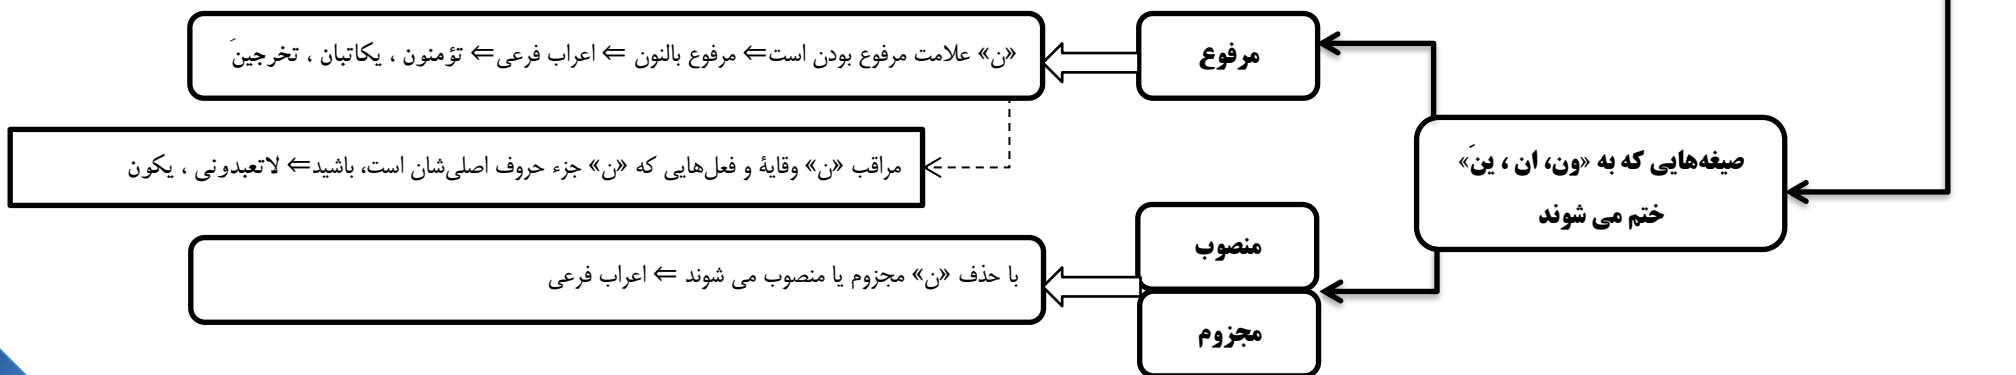 صیغه‌هایی که به «ون، ان ، ینَ»
ختم می شوند
مرفوع
«ن» علامت مرفوع بودن است⇐ مرفوع بالنون ⇐ اعراب فرعی⇐ تؤمنون ، یکاتبان ، تخرجینَ
مراقب «ن» وقایهٔ و فعل‌هایی که «ن» جزء حروف اصلی‌شان است، باشید⇐ لاتعبدونی ، یکون
منصوب
مجزوم
با حذف «ن» مجزوم یا منصوب می شوند ⇐ اعراب فرعی